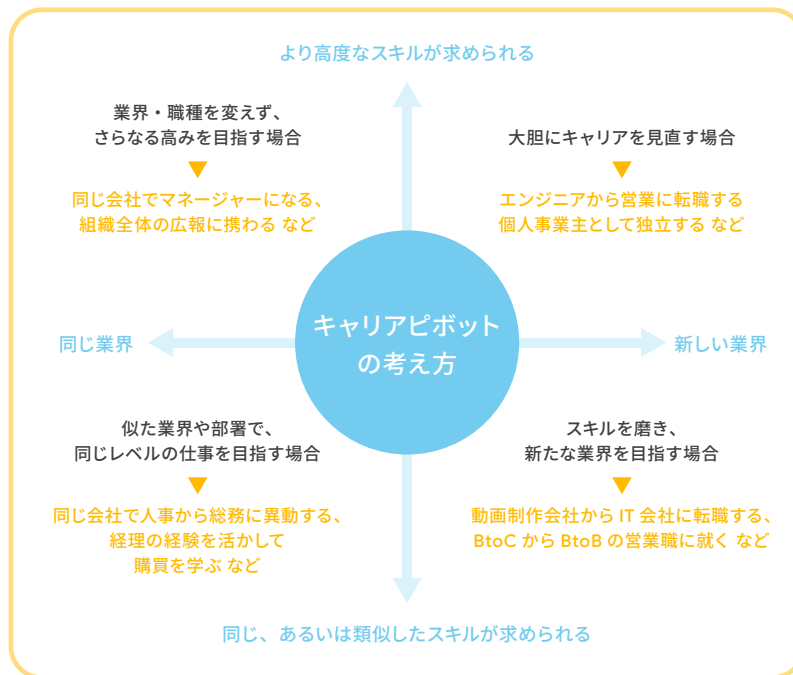 より高度なスキルが求められる
業界・職種を変えず、
さらなる高みを目指す場合
同じ会社でマネージャーになる、
組織全体の広報に携わる など
大胆にキャリアを見直す場合
エンジニアから営業に転職する
個人事業主として独立する など
同じ業界
キャリアピボット
の考え方
新しい業界
似た業界や部署で、
同じレベルの仕事を目指す場合
同じ会社で人事から総務に異動する、
経理の経験を活かして
購買を学ぶ など
スキルを磨き、
新たな業界を目指す場合
動画制作会社から IT 会社に転職する、
BtoC から BtoB の営業職に就く など
同じ、あるいは類似したスキルが求められる